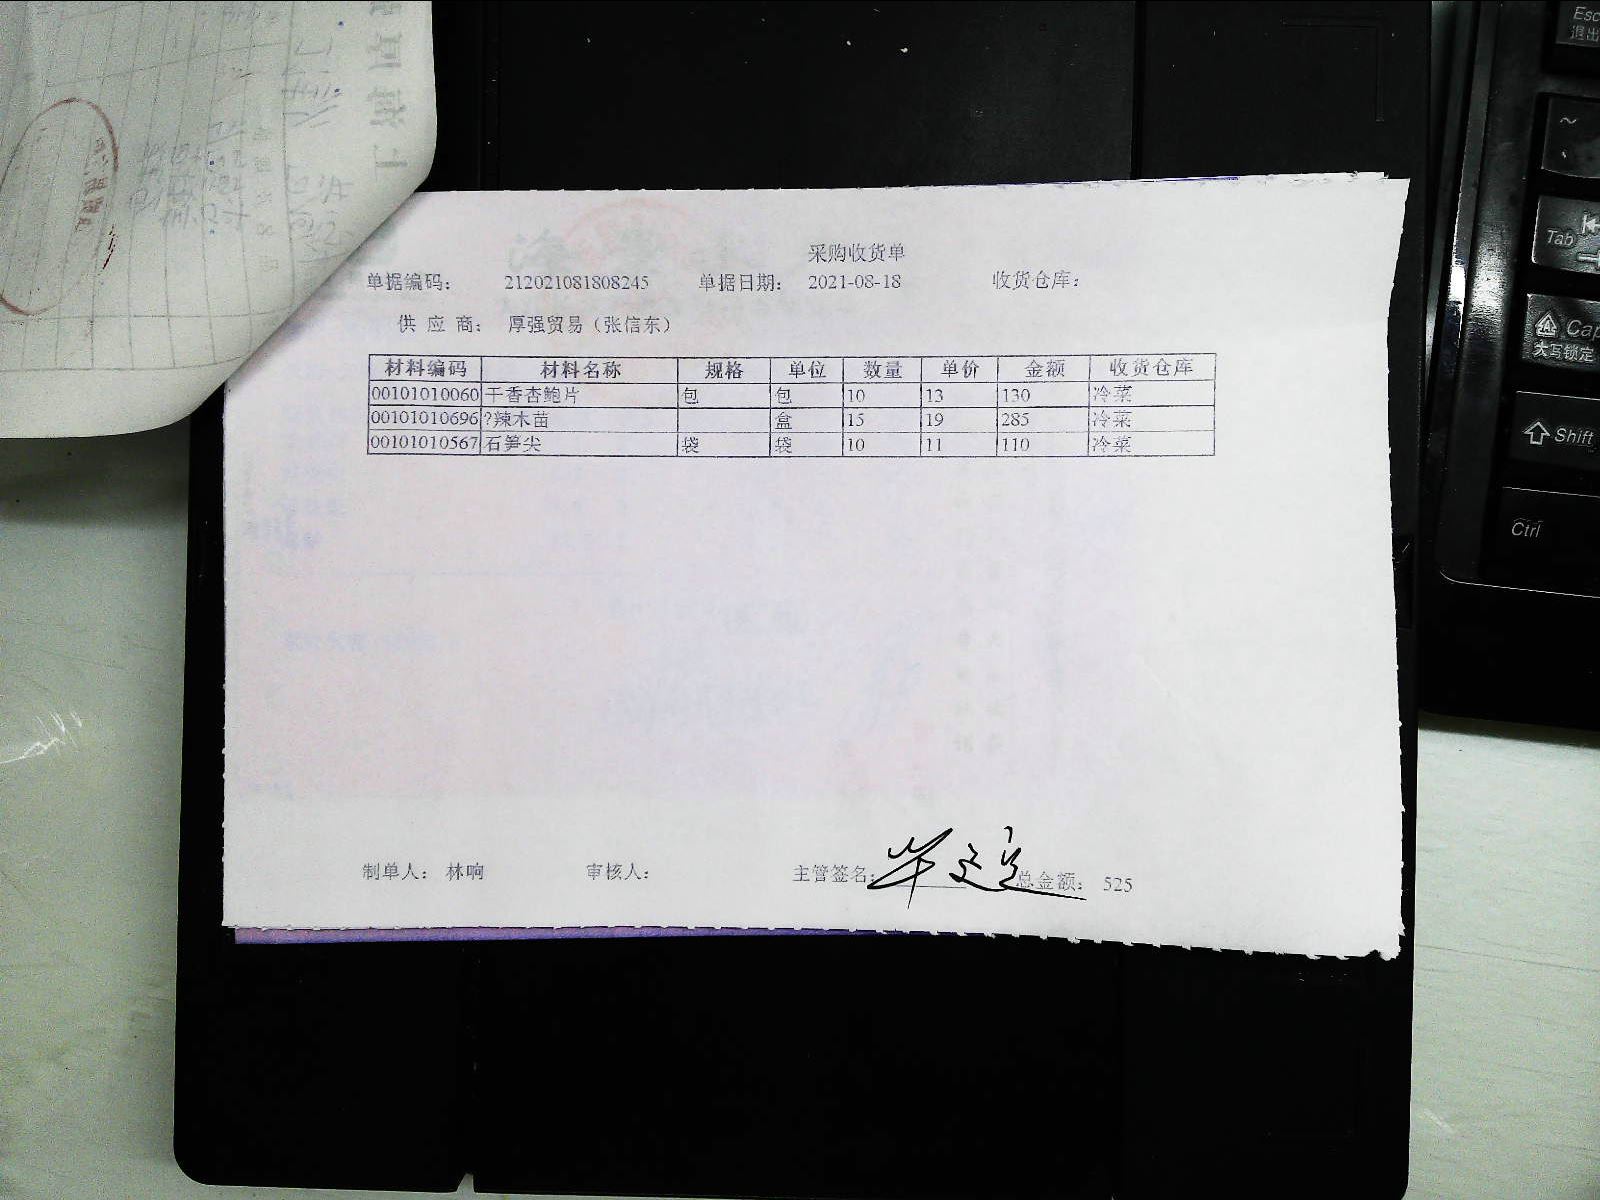 采购收货单
单据编码： 212021081808245 单据日期： 2021-08-18 收货仓库：
供 应 商： 厚强贸易（张信东）
材料编码 材料名称 规格 单位 数量 单价 金额 收货仓库
00101010060 干香杏鲍片 包 包 10 13 130 冷菜
00101010696 ?辣木苗 盒 15 19 285 冷菜
00101010567 石笋尖 袋 袋 10 11 110 冷菜
制单人： 林响 审核人： 主管签名： 总金额： 525
Esc
退出
~
Tab
Cap
大写锁定
Shift
Ctrl